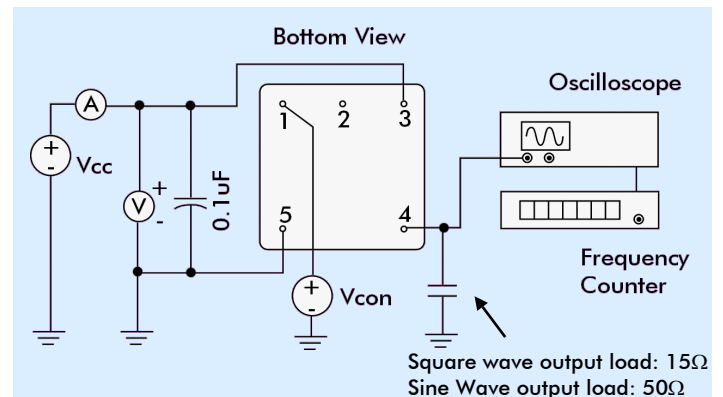 Bottom View
Oscilloscope
A
1 2 3
+
-
Vcc
V
+
-
0.1uF
5 4
+
-
Vcon
Frequency
Counter
Square wave output load: 15Ω
Sine Wave output load: 50Ω